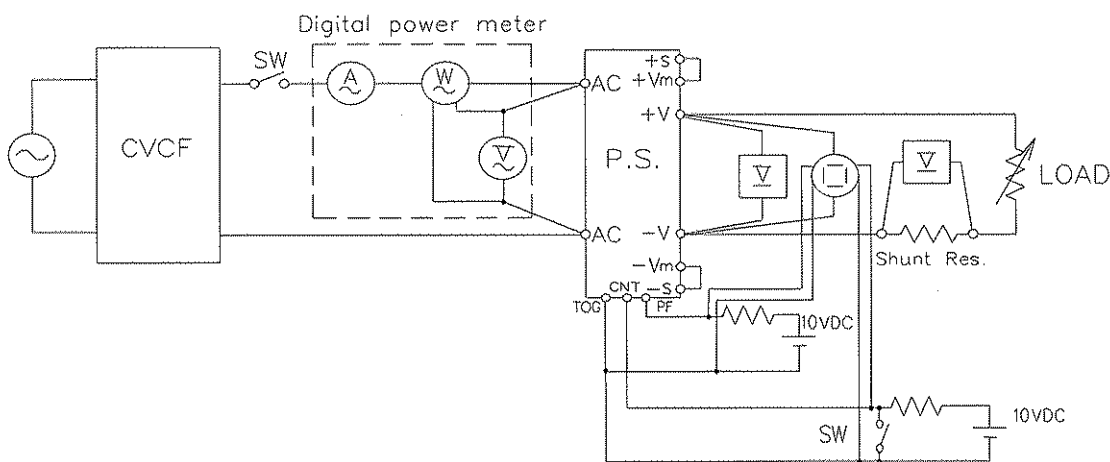 Digital power meter
SW
A
W
V
CVCF
AC
AC
P.S.
+S
+Vm
+V
-V
-Vm
-S
TOG
CNT
PF
V
V
LOAD
Shunt Res.
10VDC
10VDC
SW